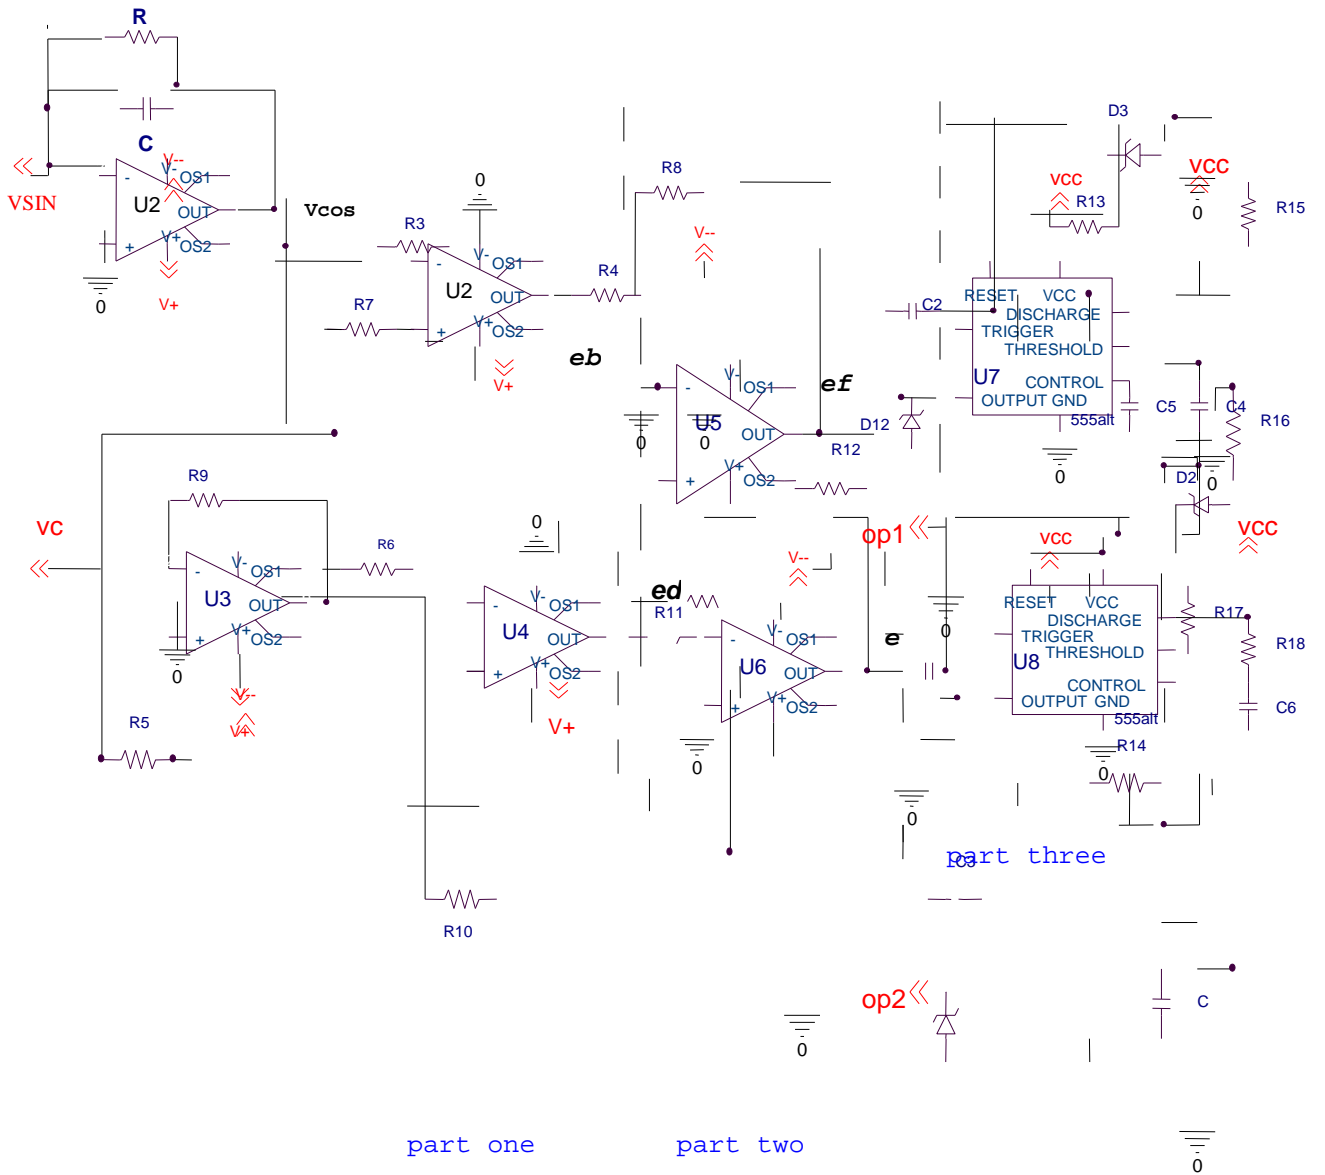 R
C
V--
V-
OS1
U2
OUT
-
+
V+
OS2
VSIN
0
V+
Vcos
0
R3
V-
OS1
-
U2
OUT
R7
+
V+
OS2
V+
R4
R8
V--
eb
V-
OS1
-
U5
0
0
OUT
V+
OS2
+
ef
R12
D12
C2
RESET
VCC
DISCHARGE
TRIGGER
THRESHOLD
U7
CONTROL
OUTPUT GND
555alt
0
VCC
R13
D3
VCC
0
R15
C5
C4
R16
0
D2
VCC
R9
VC
V-
OS1
-
U3
OUT
+
V+
OS2
0
V--
V+
R6
R5
R10
0
V-
OS1
-
U4
OUT
+
V+
OS2
V+
ed
R11
V--
V-
OS1
-
U6
OUT
+
V+
OS2
0
e
op1
0
VCC
RESET
VCC
DISCHARGE
TRIGGER
THRESHOLD
U8
CONTROL
OUTPUT GND
555alt
R17
R18
C6
R14
0
0
part three
C3
op2
0
C
0
part one
part two